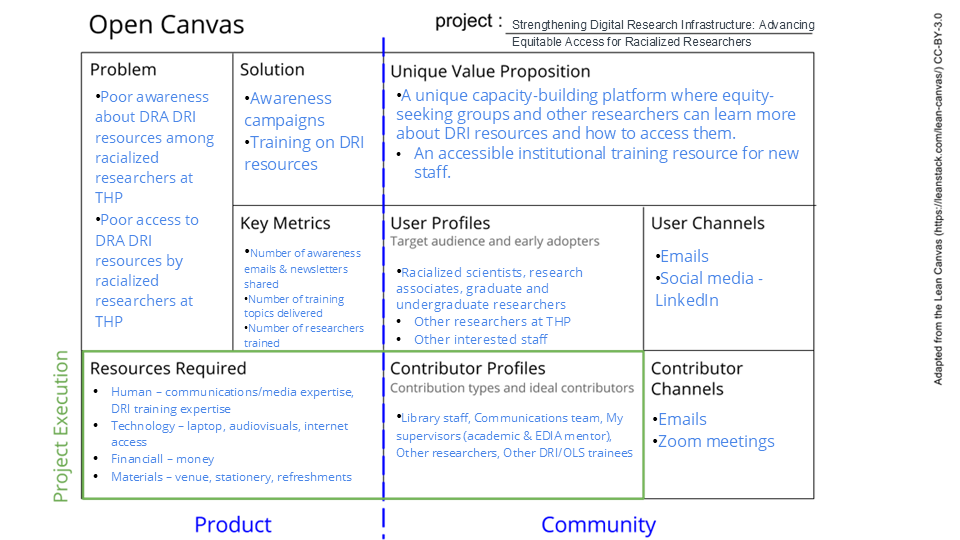 Open Canvas
project :
Strengthening Digital Research Infrastructure: Advancing
Equitable Access for Racialized Researchers
Problem
•Poor awareness
about DRA DRI
resources among
racialized
researchers at
THP
•Poor access to
DRA DRI
resources by
racialized
researchers at
THP
Solution
•Awareness
campaigns
•Training on DRI
resources
Unique Value Proposition
•A unique capacity-building platform where equity-
seeking groups and other researchers can learn more
about DRI resources and how to access them.
• An accessible institutional training resource for new
staff.
Key Metrics
•Number of awareness
emails & newsletters
shared
•Number of training
topics delivered
•Number of researchers
trained
User Profiles
Target audience and early adopters
•Racialized scientists, research
associates, graduate and
undergraduate researchers
• Other researchers at THP
• Other interested staff
User Channels
•Emails
•Social media -
LinkedIn
Project Execution
Resources Required
• Human – communications/media expertise,
DRI training expertise
• Technology – laptop, audiovisuals, internet
access
• Financiall – money
• Materials – venue, stationery, refreshments
Contributor Profiles
Contribution types and ideal contributors
•Library staff, Communications team, My
supervisors (academic & EDIA mentor),
Other researchers, Other DRI/OLS trainees
Contributor
Channels
•Emails
•Zoom meetings
Product
Community
Adapted from the Lean Canvas (https://leanstack.com/lean-canvas/) CC-BY-3.0